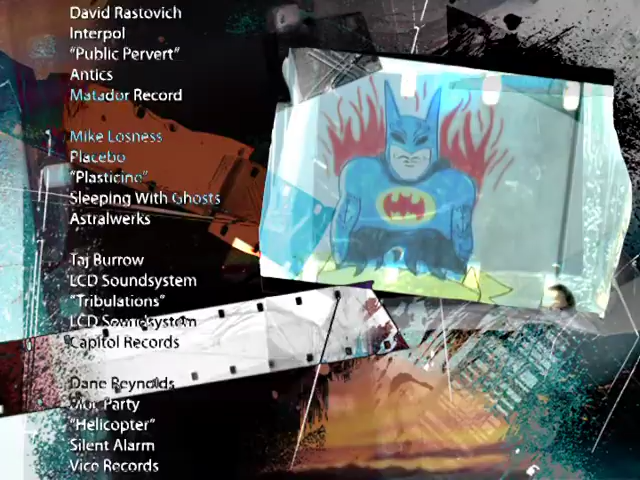 David Rastovich
Interpol
“Public Pervert”
Antics
Matador Record
Mike Losness
Placebo
“Plasticine”
Sleeping With Ghosts
Astralwerks
Taj Burrow
LCD Soundsystem
“Tribulations”
LCD Soundsystem
Capitol Records
Dane Reynolds
Party
“Helicopter”
Silent Alarm
Vice Records